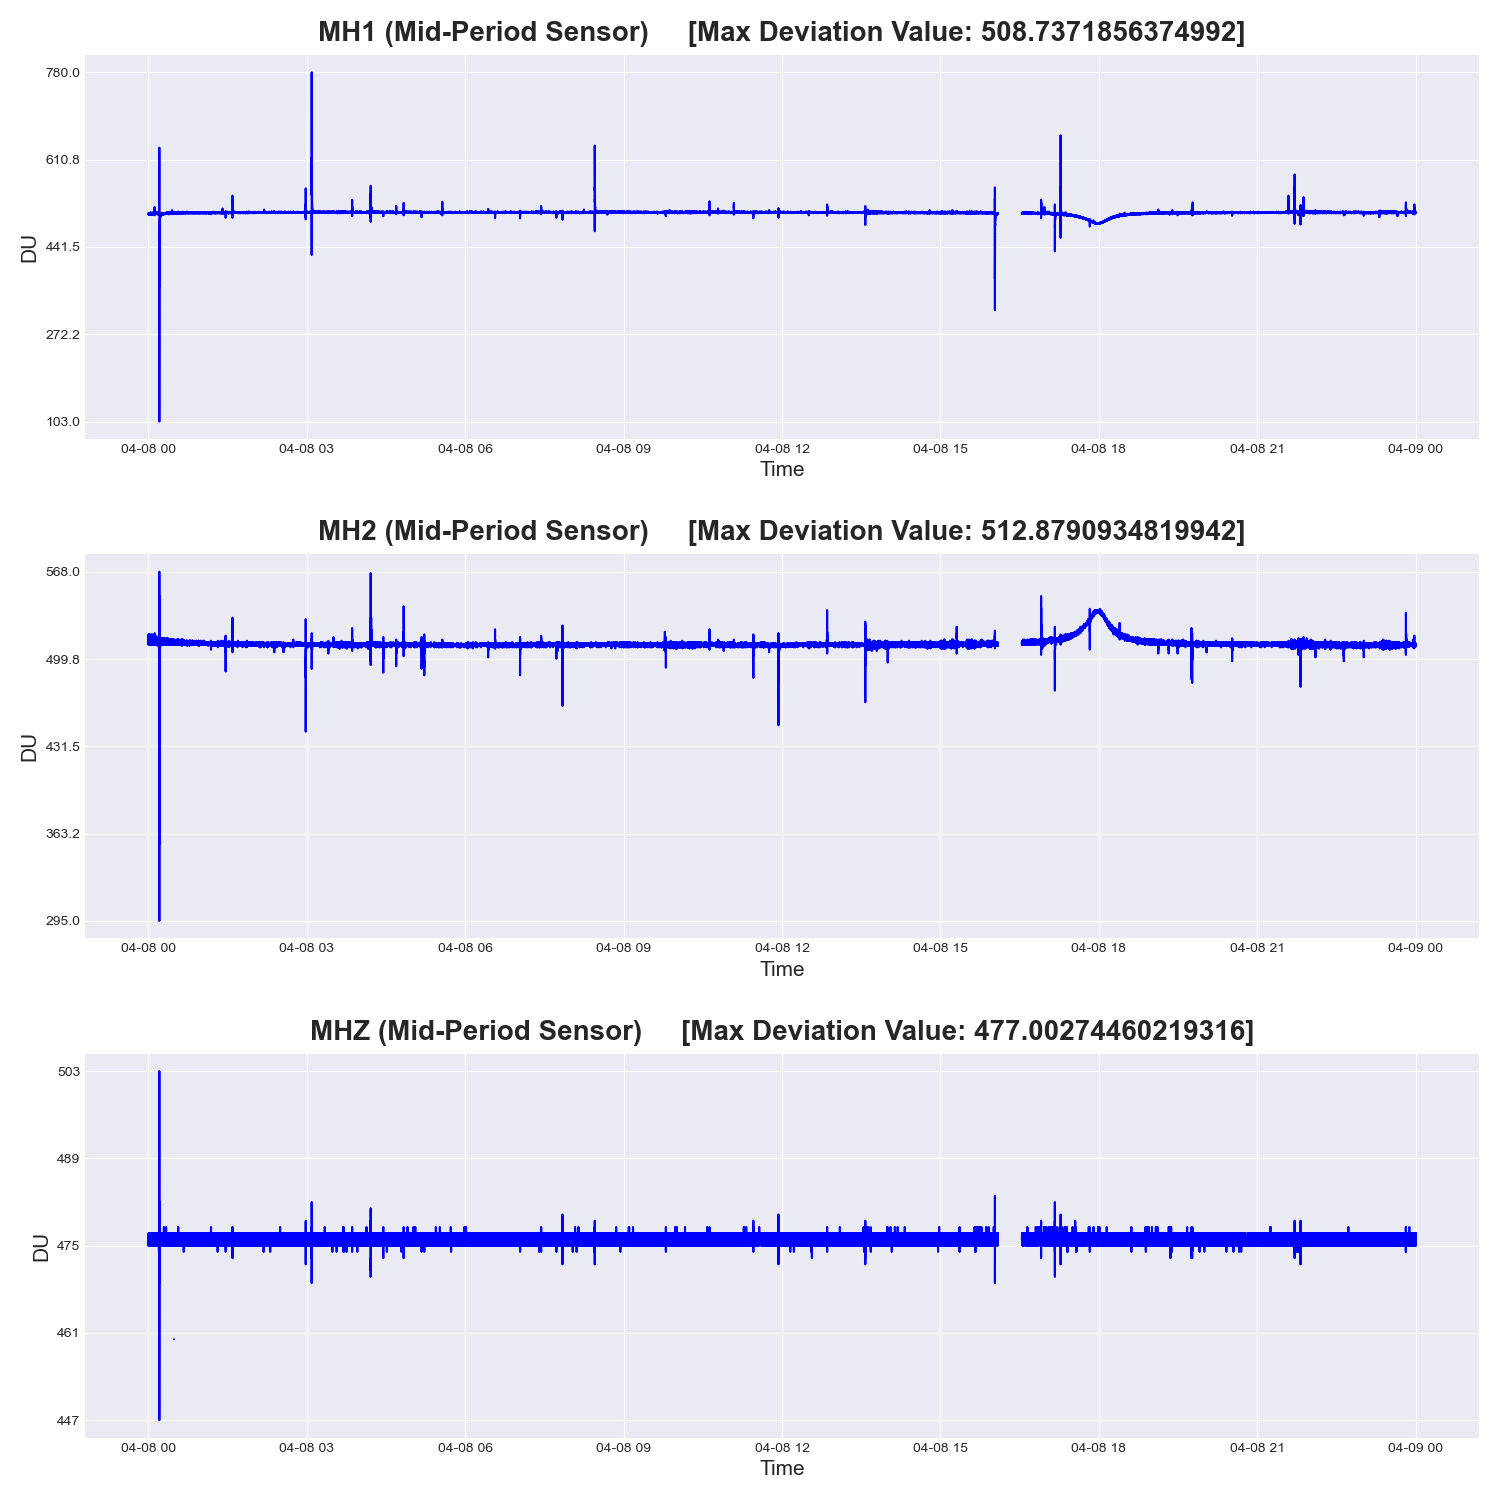 MH1 (Mid-Period Sensor) [Max Deviation Value: 508.7371856374992]
780.0
610.8
441.5
272.2
103.0
DU
04-08 00 04-08 03 04-08 06 04-08 09 04-08 12 04-08 15 04-08 18 04-08 21 04-09 00
Time
MH2 (Mid-Period Sensor) [Max Deviation Value: 512.8790934819942]
568.0
499.8
431.5
363.2
295.0
DU
04-08 00 04-08 03 04-08 06 04-08 09 04-08 12 04-08 15 04-08 18 04-08 21 04-09 00
Time
MHZ (Mid-Period Sensor) [Max Deviation Value: 477.00274460219316]
503
489
475
461
447
DU
04-08 00 04-08 03 04-08 06 04-08 09 04-08 12 04-08 15 04-08 18 04-08 21 04-09 00
Time